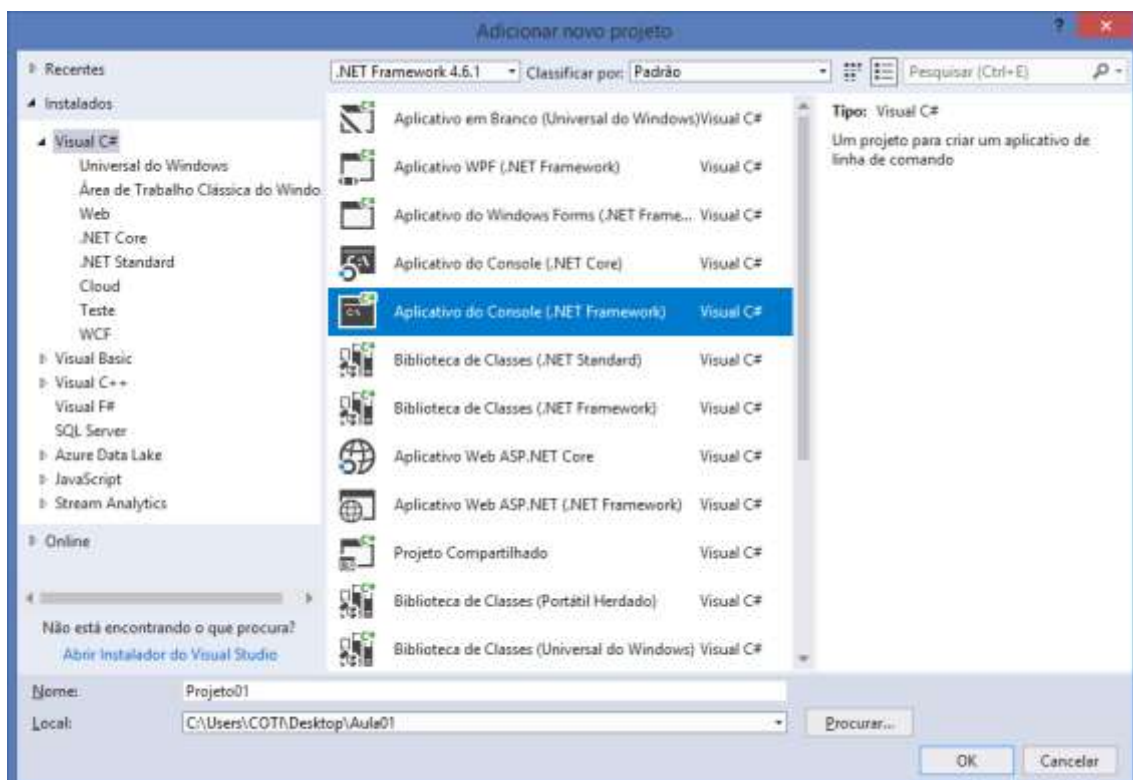 Adicionar novo projeto
? ×
Recentes
.NET Framework 4.6.1
Classificar por: Padrão
Pesquisar (Ctrl+E)
Instalados
Visual C#
Universal do Windows
Área de Trabalho Clássica do Windo
Web
.NET Core
.NET Standard
Cloud
Teste
WCF
Visual Basic
Visual C++
Visual F#
SQL Server
Azure Data Lake
JavaScript
Stream Analytics
Online
Não está encontrando o que procura?
Abrir Instalador do Visual Studio
Aplicativo em Branco (Universal do Windows) Visual C#
Aplicativo WPF (.NET Framework) Visual C#
Aplicativo do Windows Forms (.NET Frame... Visual C#
Aplicativo do Console (.NET Core) Visual C#
Aplicativo do Console (.NET Framework) Visual C#
Biblioteca de Classes (.NET Standard) Visual C#
Biblioteca de Classes (.NET Framework) Visual C#
Aplicativo Web ASP.NET Core Visual C#
Aplicativo Web ASP.NET (.NET Framework) Visual C#
Projeto Compartilhado Visual C#
Biblioteca de Classes (Portátil Herdado) Visual C#
Biblioteca de Classes (Universal do Windows) Visual C#
Tipo: Visual C#
Um projeto para criar um aplicativo de
linha de comando
Nome: Projeto01
Local: C:\Users\COTI\Desktop\Aula01
Procurar...
OK Cancelar